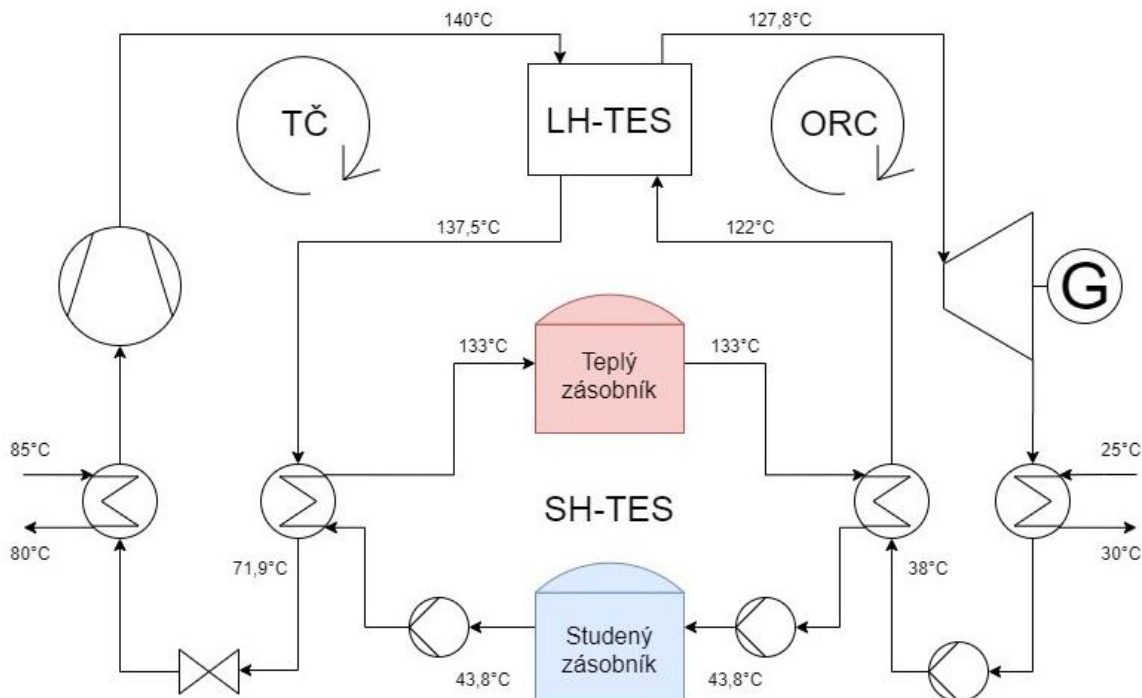 140°C
127,8°C
TČ
LH-TES
ORC
137,5°C
122°C
G
133°C
133°C
Teplý
zásobník
85°C
25°C
SH-TES
80°C
71,9°C
38°C
30°C
Studený
zásobník
43,8°C
43,8°C